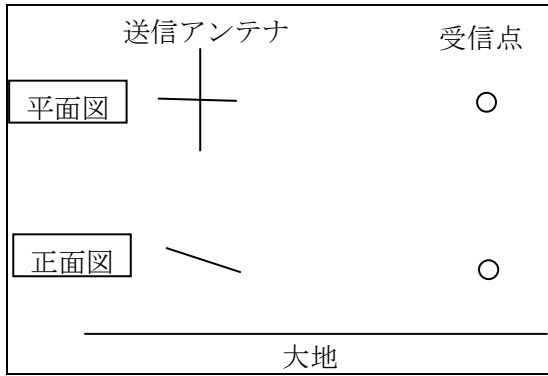 送信アンテナ
受信点
平面図
正面図
大地